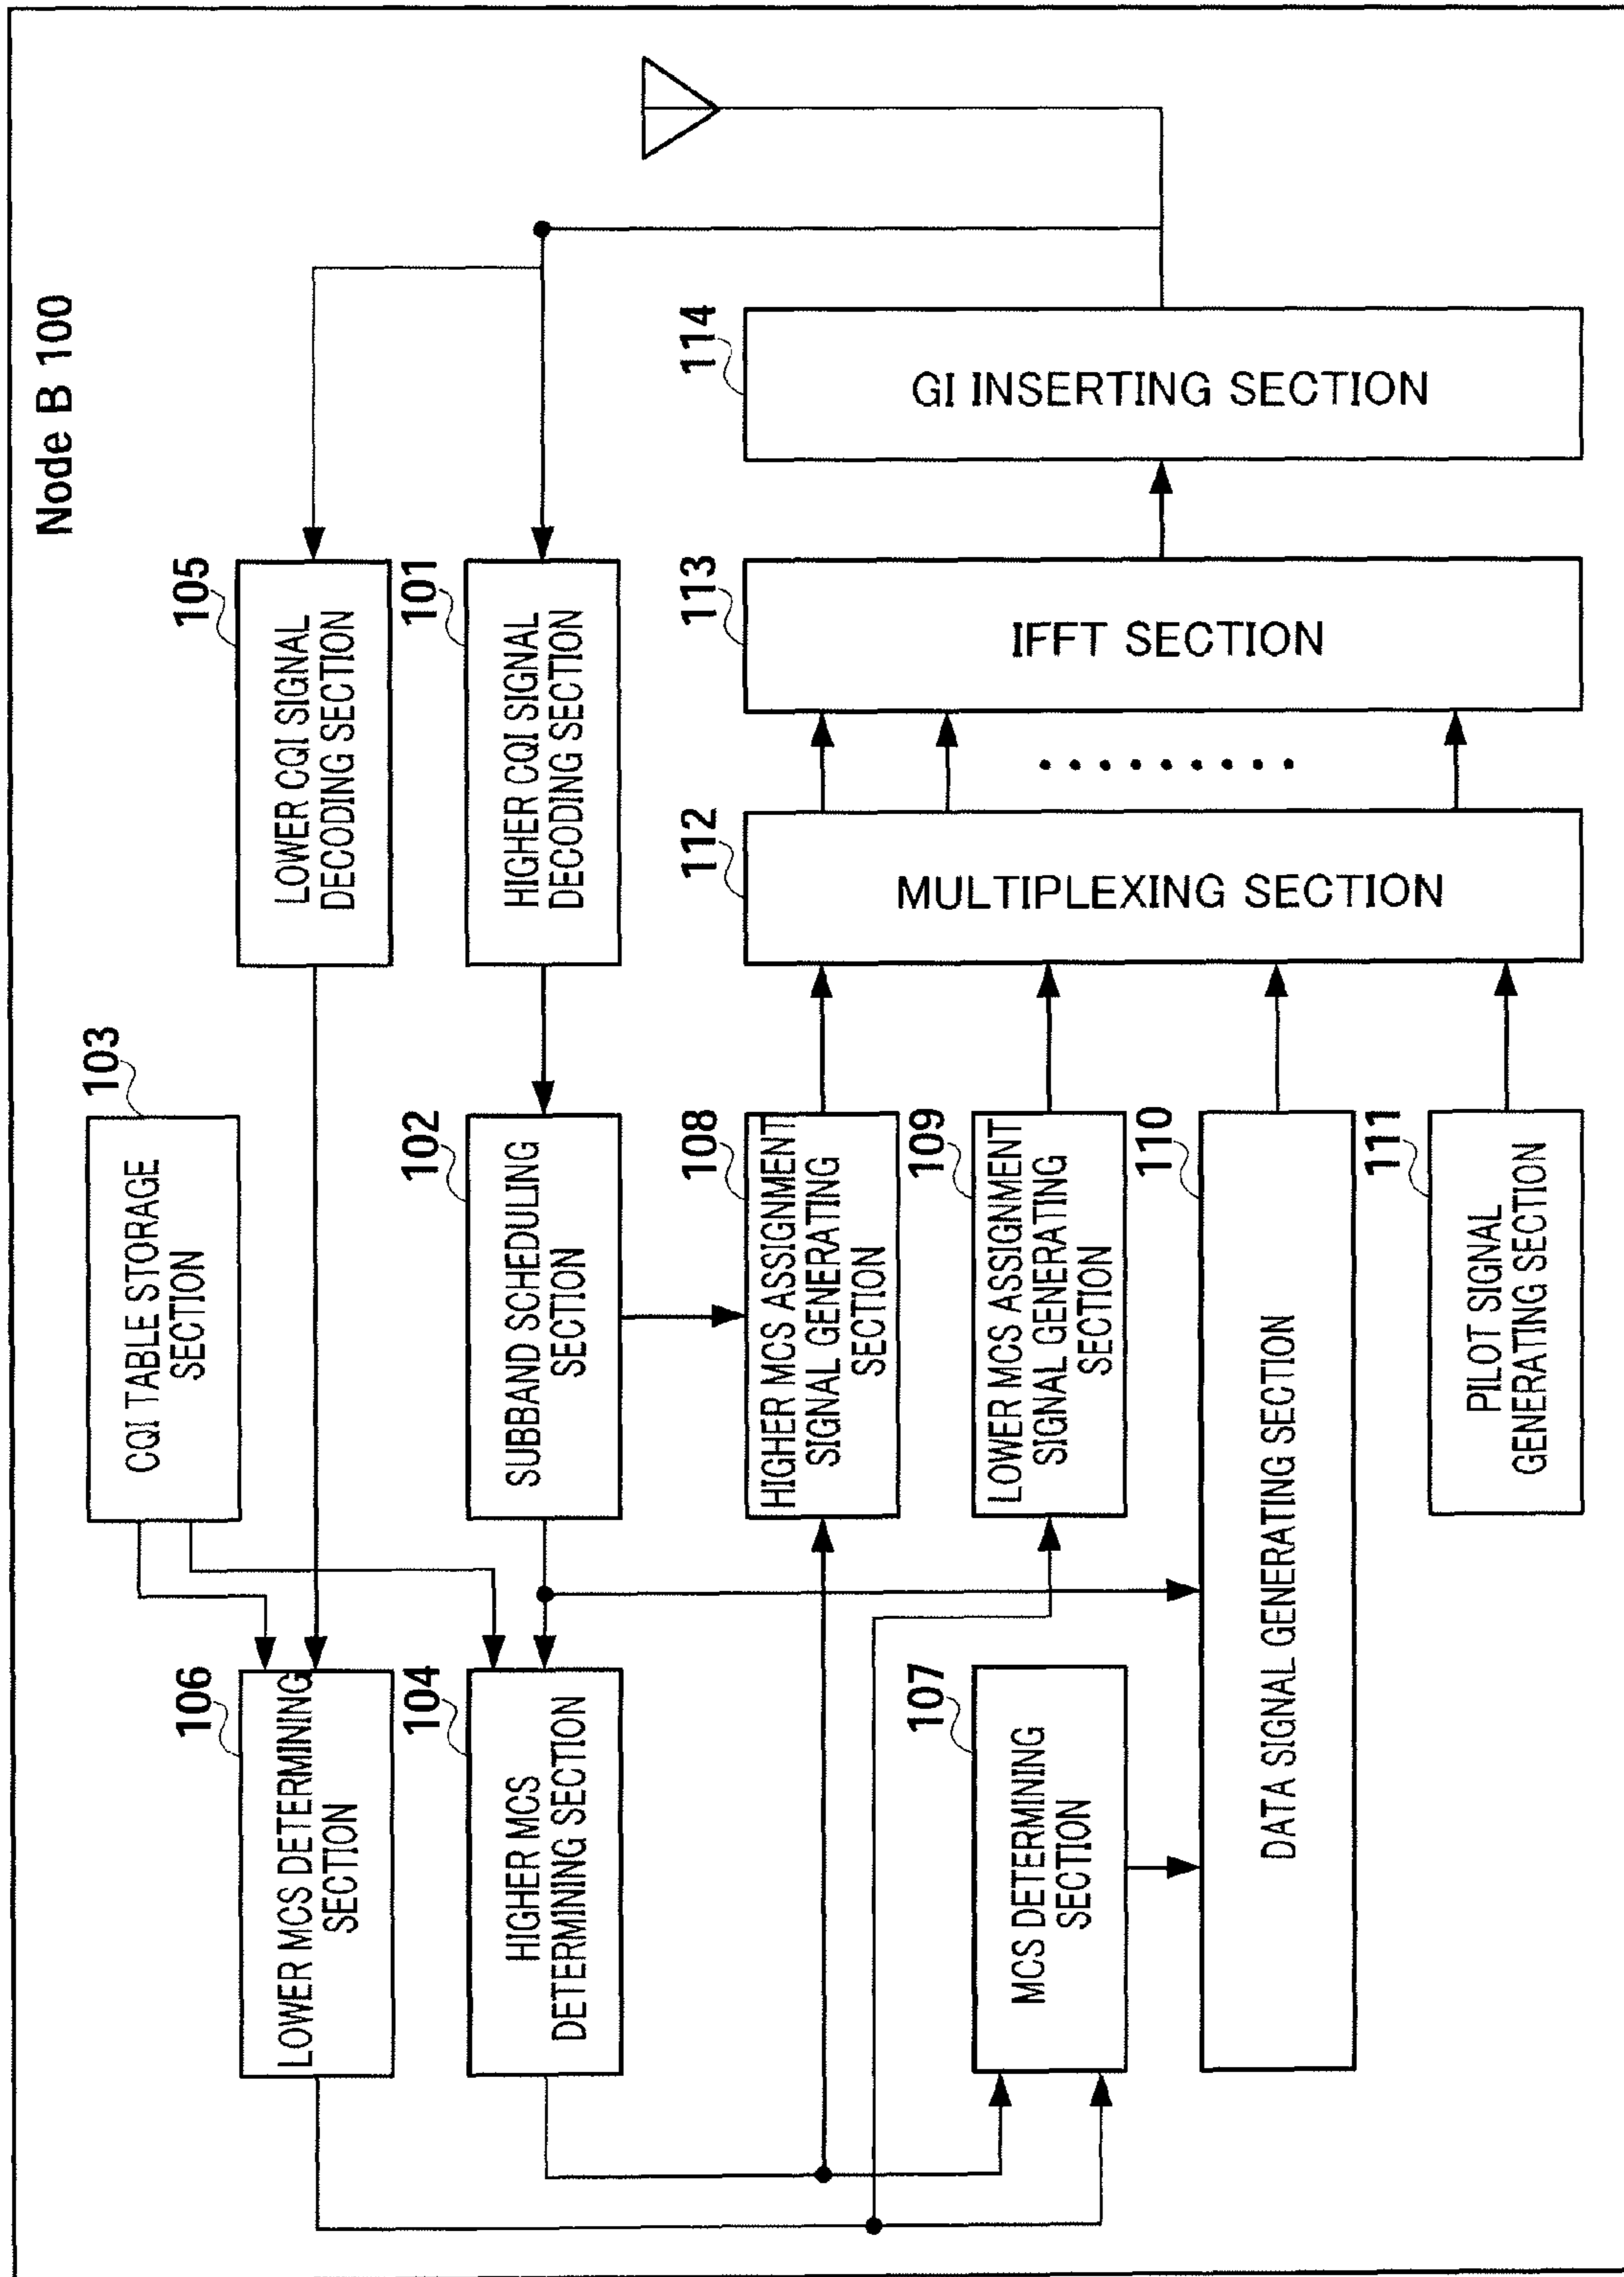 Node B 100
103
CQI TABLE STORAGE
SECTION
106
LOWER MCS DETERMINING
SECTION
105
LOWER CQI SIGNAL
DECODING SECTION
104
HIGHER MCS
DETERMINING SECTION
102
SUBBAND SCHEDULING
SECTION
101
HIGHER CQI SIGNAL
DECODING SECTION
108
HIGHER MCS ASSIGNMENT
SIGNAL GENERATING
SECTION
107
MCS DETERMINING
SECTION
109
LOWER MCS ASSIGNMENT
SIGNAL GENERATING
SECTION
110
DATA SIGNAL GENERATING SECTION
111
PILOT SIGNAL
GENERATING SECTION
112
MULTIPLEXING SECTION
113
IFFT SECTION
114
GI INSERTING SECTION